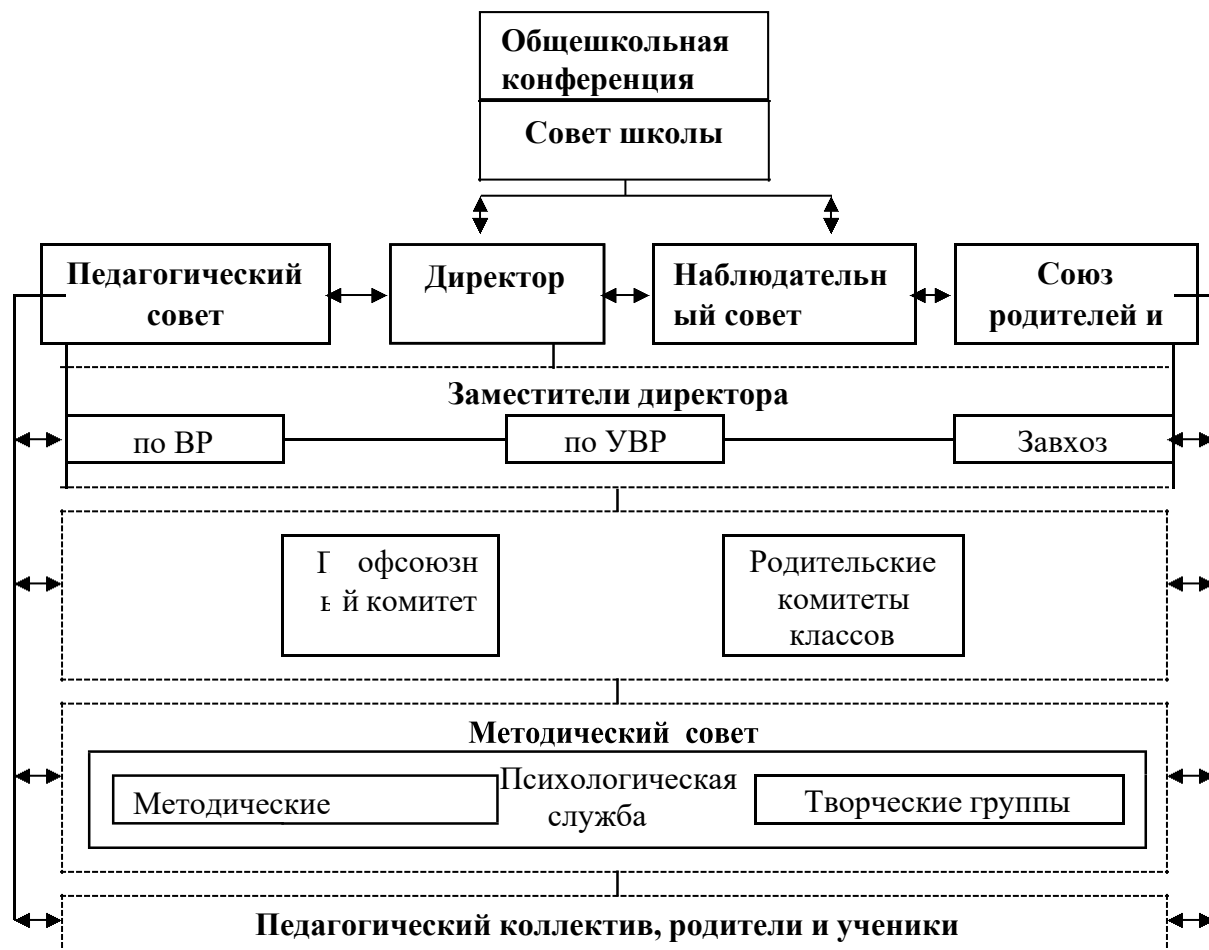 Общешкольная
конференция
Совет школы
Педагогический
совет
Директор
Наблюдательн
ый совет
Союз
родителей и
Заместители директора
по ВР
по УВР
Завхоз
офсоюзн
й комитет
Родительские
комитеты
классов
Методический совет
Методические
Психологическая
служба
Творческие группы
Педагогический коллектив, родители и ученики